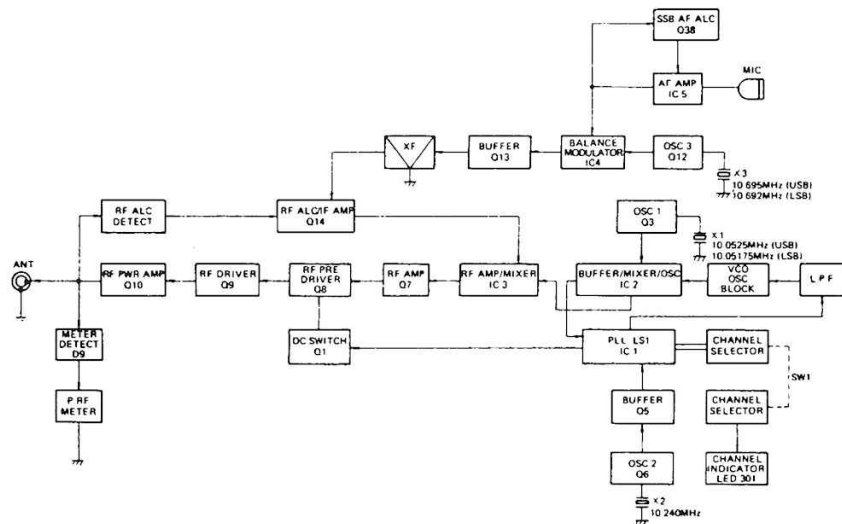 SSB AF ALC
Q38
AF AMP
IC 5
MIC
XF
BUFFER
Q13
BALANCE
MODULATOR
IC4
OSC 3
Q12
X3
10.695MHz (USB)
10.692MHz (LSB)
RF ALC
DETECT
RF ALC/IF AMP
Q14
OSC 1
Q3
X1
10.0525MHz (USB)
10.05175MHz (LSB)
ANT
RF PWR AMP
Q10
RF DRIVER
Q9
RF PRE
DRIVER
Q8
RF AMP
Q7
RF AMP/MIXER
IC 3
BUFFER/MIXER/OSC
IC 2
VCO
OSC
BLOCK
L P F
METER
DETECT
D9
DC SWITCH
Q1
PLL LS1
IC 1
CHANNEL
SELECTOR
SW1
P RF
METER
BUFFER
Q5
CHANNEL
SELECTOR
OSC 2
Q6
CHANNEL
INDICATOR
LED 301
X2
10 240MHz